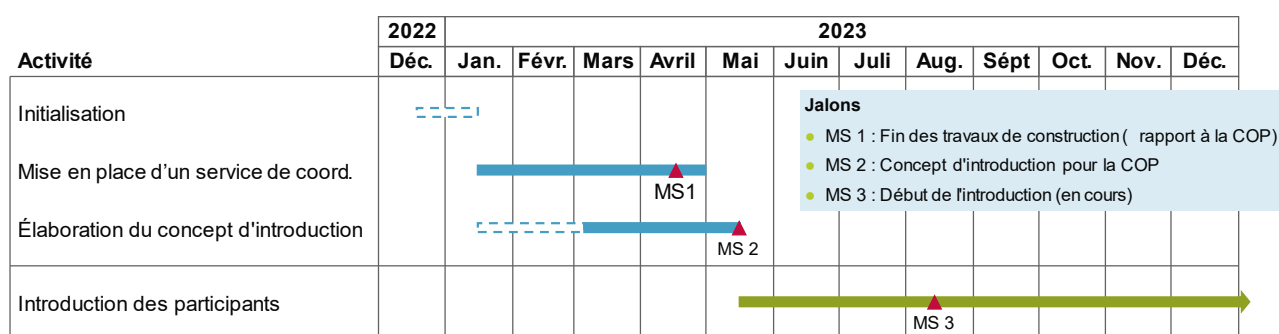 2022 2023
Activité Déc. Jan. Févr. Mars Avril Mai Juin Juli Aug. Sépt Oct. Nov. Déc.
Initialisation
Jalons
MS 1 : Fin des travaux de construction ( rapport à la COP)
MS 2 : Concept d'introduction pour la COP
MS 3 : Début de l'introduction (en cours)
Mise en place d'un service de coord.
MS1
Élaboration du concept d'introduction
MS 2
Introduction des participants
MS 3